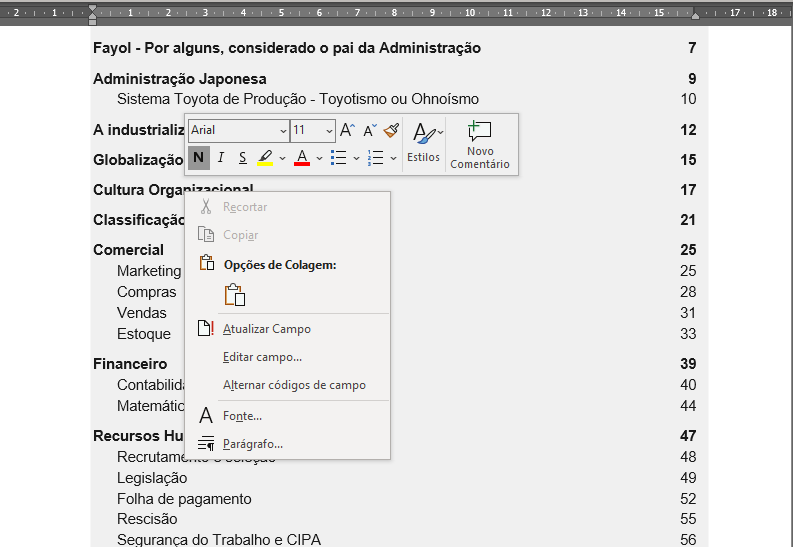 2 1 1 2 3 4 5 6 7 8 9 10 11 12 13 14 15 17 18
Fayol - Por alguns, considerado o pai da Administração 7
Administração Japonesa 9
Sistema Toyota de Produção - Toyotismo ou Ohnoísmo 10
A industrializ 12
Globalização 15
Arial 11 A A A Estilos Novo Comentário
N I S A
Cultura Organizacional 17
Classificação 21
Comercial 25
Marketing 25
Compras 28
Vendas 31
Estoque 33
Financeiro 39
Contabilida 40
Matemátic 44
Recursos Hu 47
Recrutamento e seleção 48
Legislação 49
Folha de pagamento 52
Rescisão 55
Segurança do Trabalho e CIPA 56
Recortar
Copiar
Opções de Colagem:
Atualizar Campo
Editar campo...
Alternar códigos de campo
A Fonte...
Parágrafo...